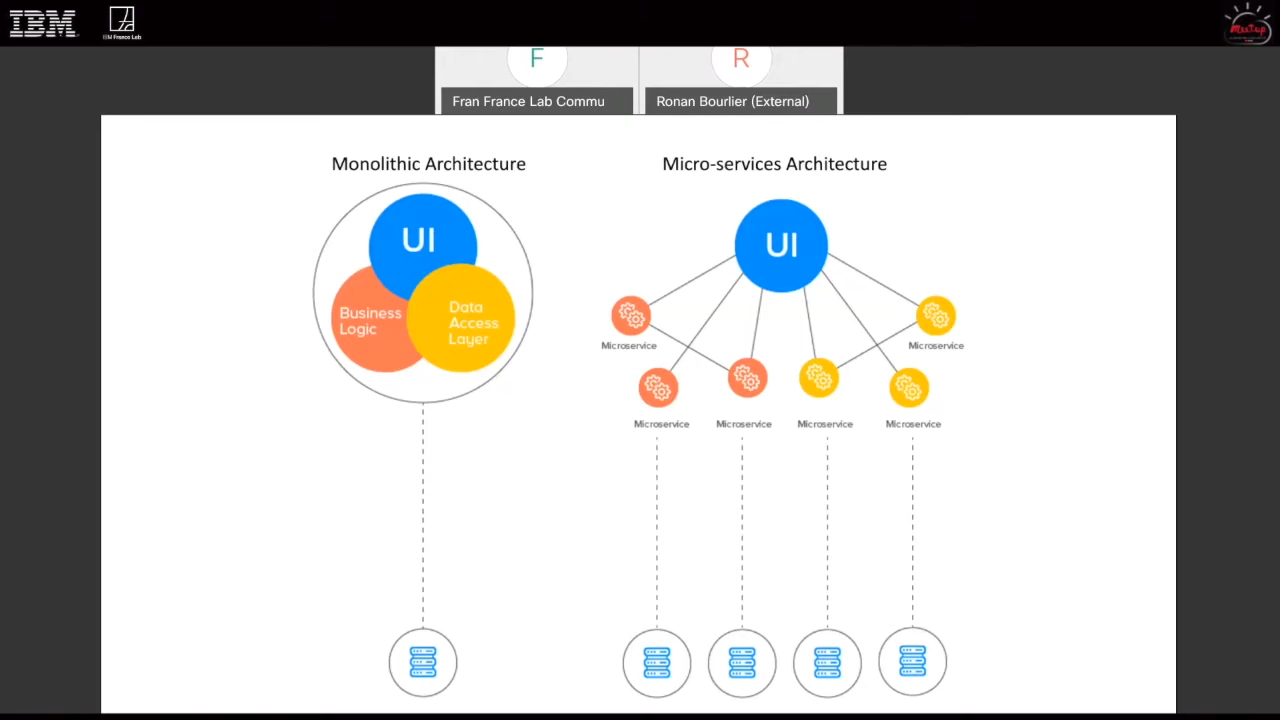 IBM
IBM France Lab
Meetup
F
R
Fran France Lab Commu
Ronan Bourlier (External)
Monolithic Architecture
Micro-services Architecture
UI
Business
Logic
Data
Access
Layer
UI
Microservice
Microservice
Microservice
Microservice
Microservice
Microservice